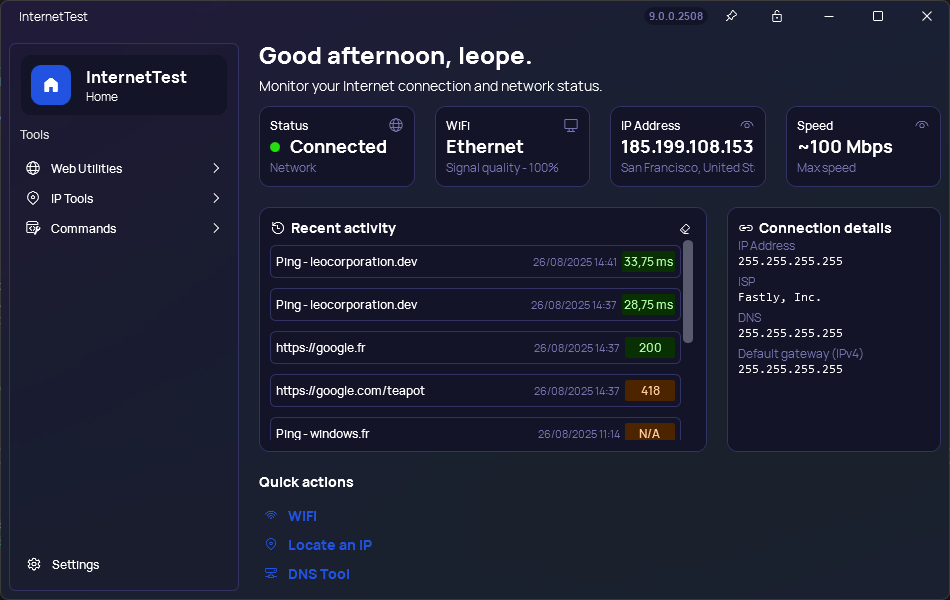 InternetTest
9.0.0.2508
InternetTest
Home
Tools
Web Utilities
IP Tools
Commands
Settings
Good afternoon, leope.
Monitor your Internet connection and network status.
Status
Connected
Network
WiFi
Ethernet
Signal quality - 100%
IP Address
185.199.108.153
San Francisco, United St
Speed
~100 Mbps
Max speed
Recent activity
Ping - leocorporation.dev 26/08/2025 14:41 33,75 ms
Ping - leocorporation.dev 26/08/2025 14:37 28,75 ms
https://google.fr 26/08/2025 14:37 200
https://google.com/teapot 26/08/2025 14:37 418
Ping - windows.fr 26/08/2025 11:14 N/A
Connection details
IP Address
255.255.255.255
ISP
Fastly, Inc.
DNS
255.255.255.255
Default gateway (IPv4)
255.255.255.255
Quick actions
WiFi
Locate an IP
DNS Tool